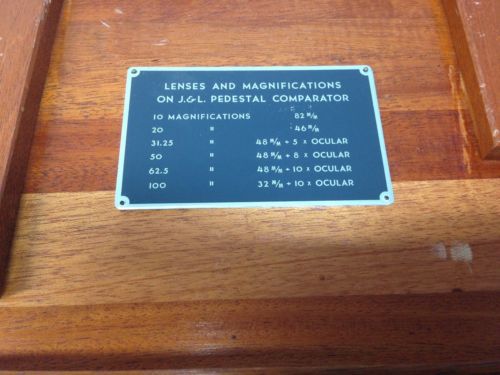 LENSES AND MAGNIFICATIONS
ON J.&L. PEDESTAL COMPARATOR
10 MAGNIFICATIONS 82 M/M
20 " 46 M/M
31.25 " 48 M/M + 5 x OCULAR
50 " 48 M/M + 8 x OCULAR
62.5 " 48 M/M + 10 x OCULAR
100 " 32 M/M + 10 x OCULAR